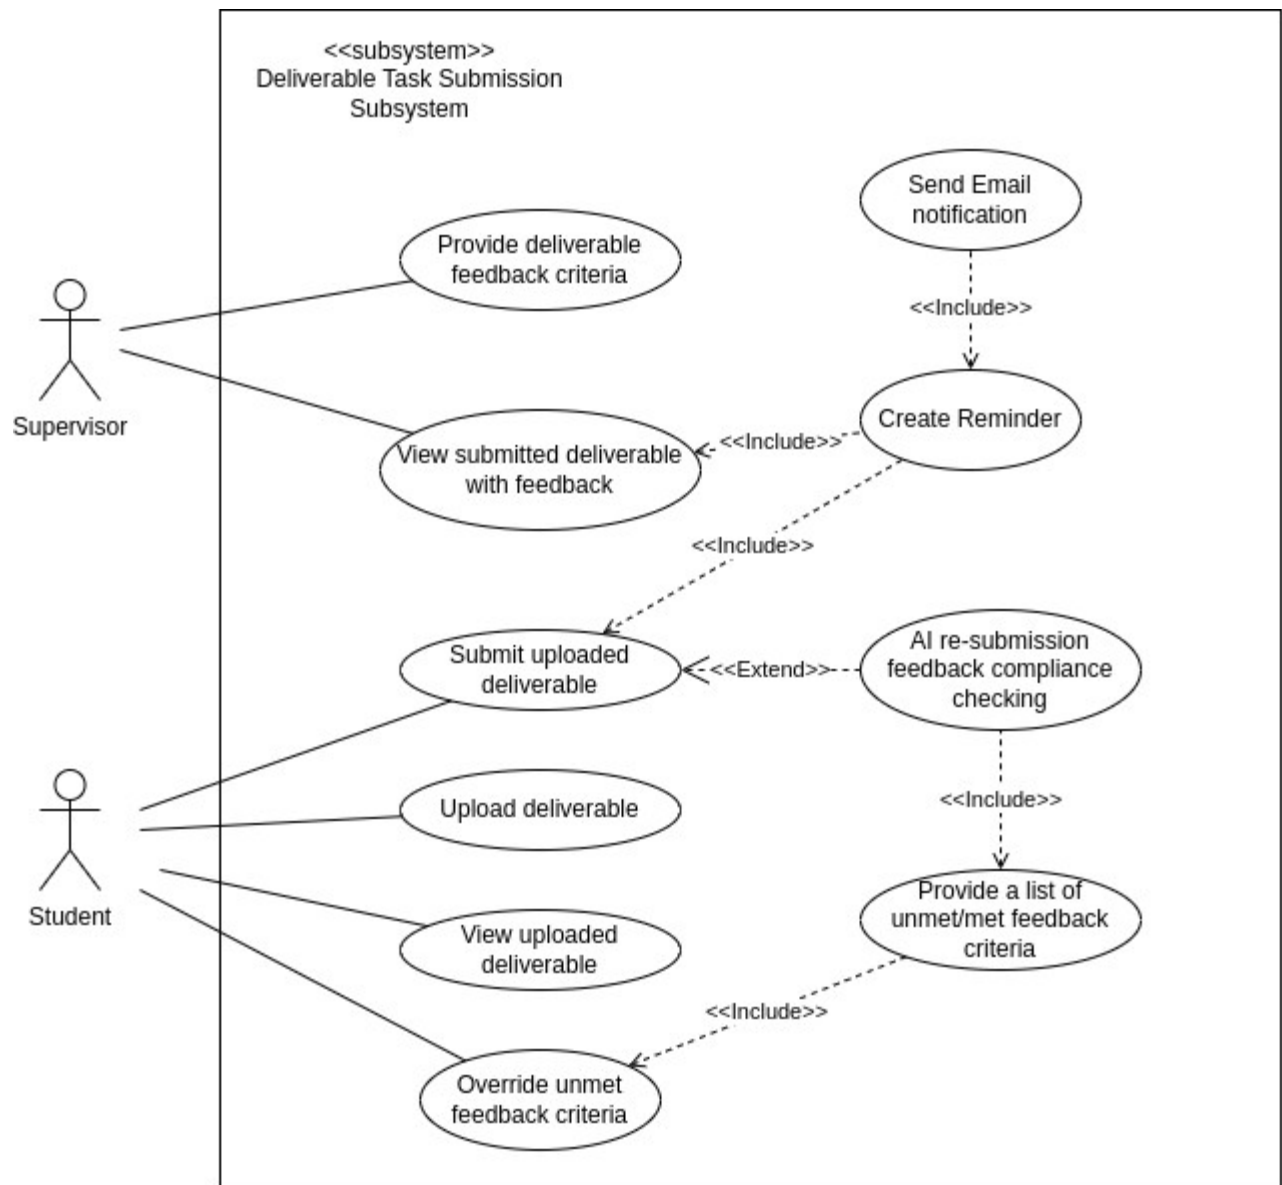 <<subsystem>>
Deliverable Task Submission
Subsystem
Send Email
notification
Provide deliverable
feedback criteria
<<Include>>
Supervisor
Create Reminder
View submitted deliverable
with feedback
<<Include>>
<<Include>>
Submit uploaded
deliverable
<<Extend>>
AI re-submission
feedback compliance
checking
Upload deliverable
<<Include>>
Student
View uploaded
deliverable
Provide a list of
unmet/met feedback
criteria
<<Include>>
Override unmet
feedback criteria